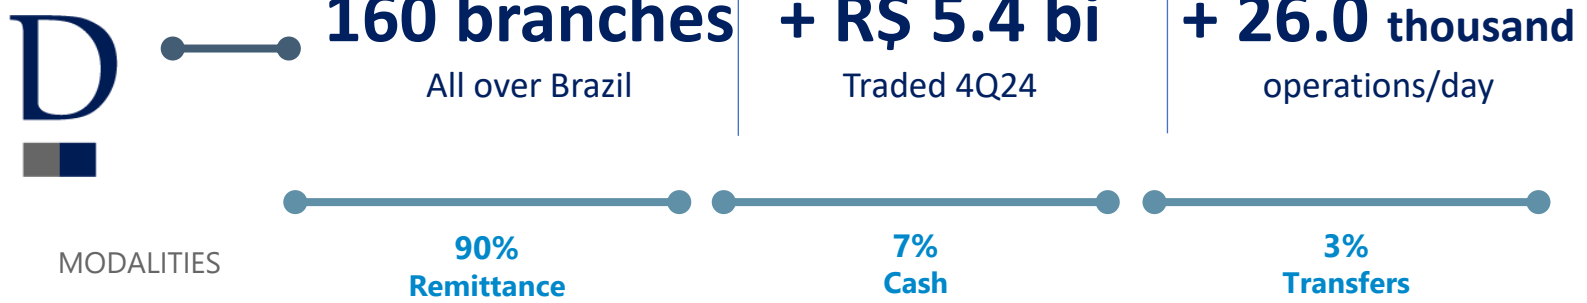 D
160 branches
All over Brazil
+ R$ 5.4 bi
Traded 4Q24
+ 26.0 thousand
operations/day
MODALITIES
90%
Remittance
7%
Cash
3%
Transfers